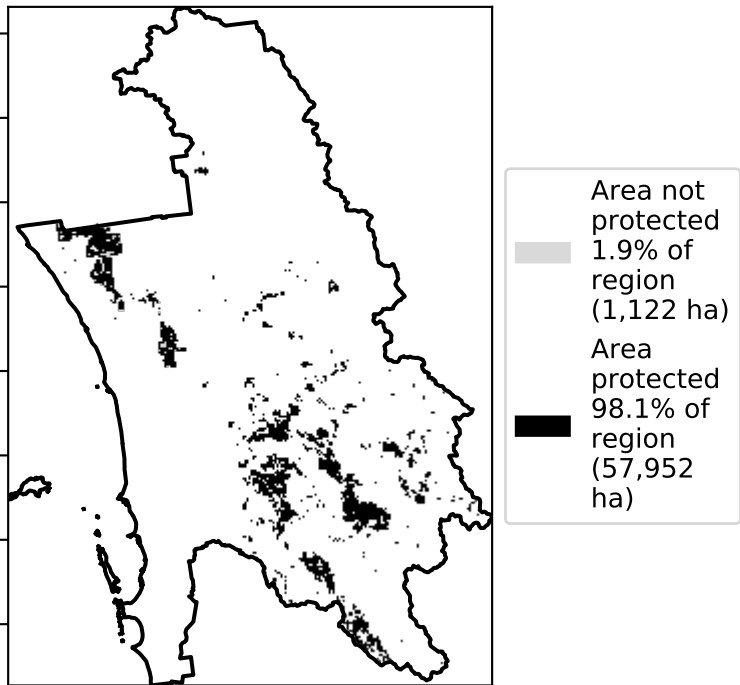 Area not
protected
1.9% of
region
(1,122 ha)
Area
protected
98.1% of
region
(57,952
ha)